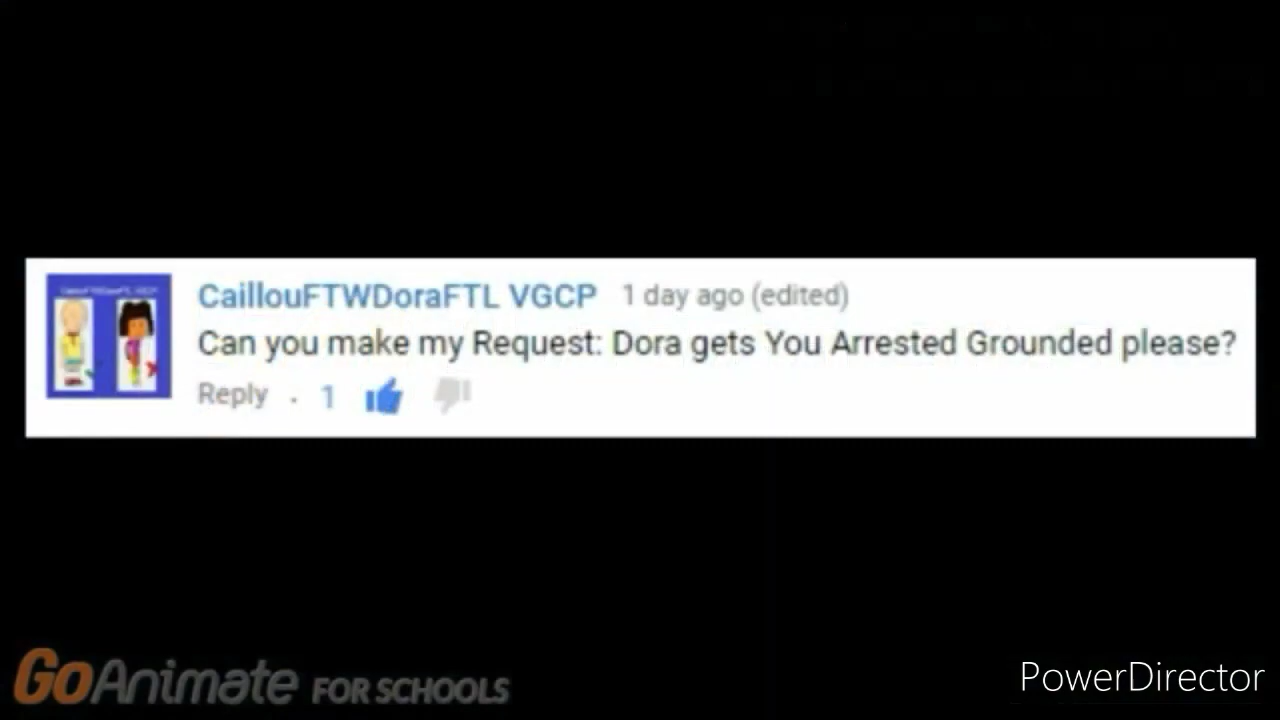 CaillouFTWDoraFTL VGCP 1 day ago (edited)
Can you make my Request: Dora gets You Arrested Grounded please?
Reply . 1
GoAnimate FOR SCHOOLS
PowerDirector